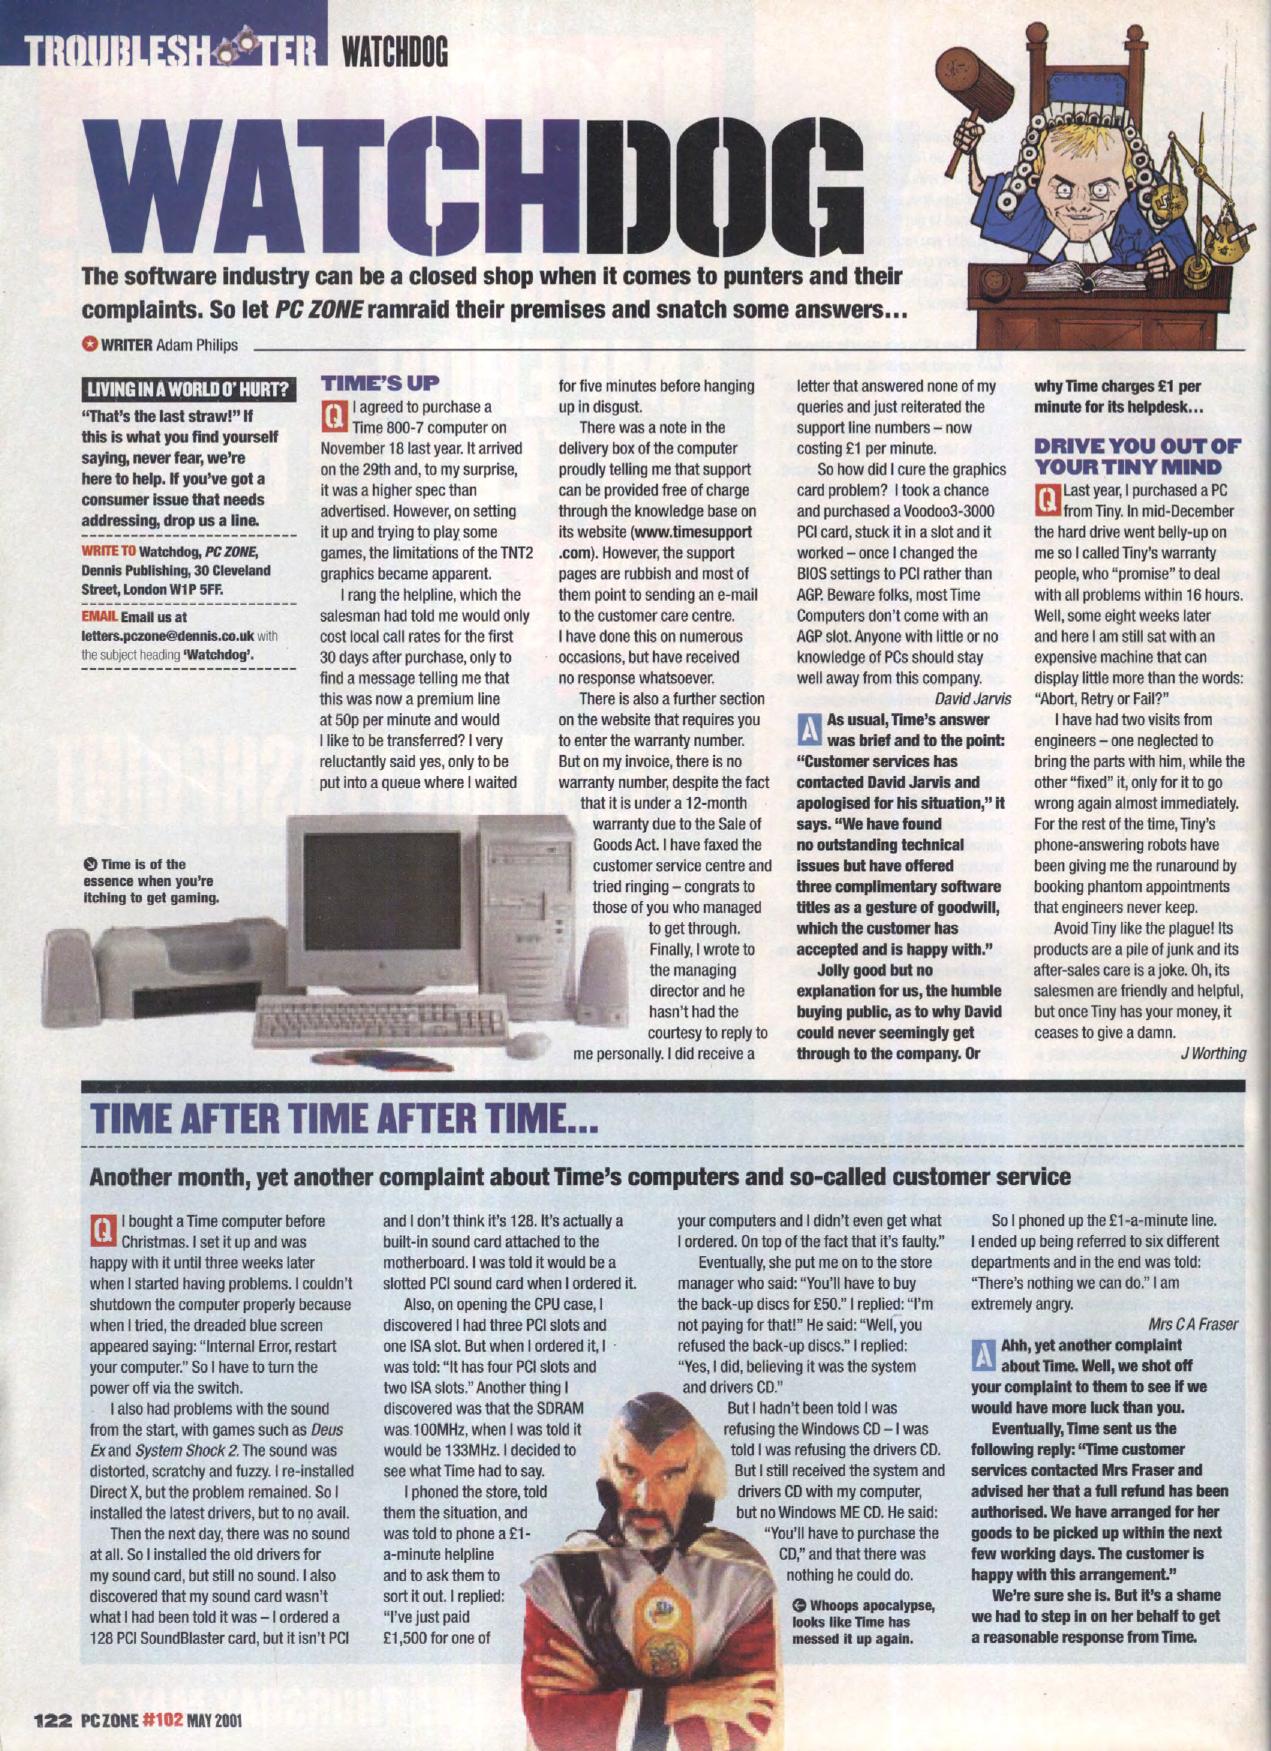 TROUBLESHOOTER WATCHDOG
WATCHDOG
The software industry can be a closed shop when it comes to punters and their
complaints. So let PC ZONE ramraid their premises and snatch some answers...
WRITER Adam Philips
LIVING IN A WORLD O' HURT?
"That's the last straw!" If
this is what you find yourself
saying, never fear, we're
here to help. If you've got a
consumer issue that needs
addressing, drop us a line.
WRITE TO Watchdog, PC ZONE,
Dennis Publishing, 30 Cleveland
Street, London W1P 5FF.
EMAIL Email us at
letters.pczone@dennis.co.uk with
the subject heading 'Watchdog'.
TIME'S UP
Q I agreed to purchase a
Time 800-7 computer on
November 18 last year. It arrived
on the 29th and, to my surprise,
it was a higher spec than
advertised. However, on setting
it up and trying to play some
games, the limitations of the TNT2
graphics became apparent.
I rang the helpline, which the
salesman had told me would only
cost local call rates for the first
30 days after purchase, only to
find a message telling me that
this was now a premium line
at 50p per minute and would
I like to be transferred? I very
reluctantly said yes, only to be
put into a queue where I waited
for five minutes before hanging
up in disgust.
There was a note in the
delivery box of the computer
proudly telling me that support
can be provided free of charge
through the knowledge base on
its website (www.timesupport
.com). However, the support
pages are rubbish and most of
them point to sending an e-mail
to the customer care centre.
I have done this on numerous
occasions, but have received
no response whatsoever.
There is also a further section
on the website that requires you
to enter the warranty number.
But on my invoice, there is no
warranty number, despite the fact
that it is under a 12-month
warranty due to the Sale of
Goods Act. I have faxed the
customer service centre and
tried ringing – congrats to
those of you who managed
to get through.
Finally, I wrote to
the managing
director and he
hasn't had the
courtesy to reply to
me personally. I did receive a
letter that answered none of my
queries and just reiterated the
support line numbers – now
costing £1 per minute.
So how did I cure the graphics
card problem? I took a chance
and purchased a Voodoo3-3000
PCI card, stuck it in a slot and it
worked – once I changed the
BIOS settings to PCI rather than
AGP. Beware folks, most Time
Computers don't come with an
AGP slot. Anyone with little or no
knowledge of PCs should stay
well away from this company.
David Jarvis
A As usual, Time's answer
was brief and to the point:
"Customer services has
contacted David Jarvis and
apologised for his situation," it
says. "We have found
no outstanding technical
issues but have offered
three complimentary software
titles as a gesture of goodwill,
which the customer has
accepted and is happy with."
Jolly good but no
explanation for us, the humble
buying public, as to why David
could never seemingly get
through to the company. Or
why Time charges £1 per
minute for its helpdesk...
DRIVE YOU OUT OF
YOUR TINY MIND
Q Last year, I purchased a PC
from Tiny. In mid-December
the hard drive went belly-up on
me so I called Tiny's warranty
people, who "promise" to deal
with all problems within 16 hours.
Well, some eight weeks later
and here I am still sat with an
expensive machine that can
display little more than the words:
"Abort, Retry or Fail?"
I have had two visits from
engineers – one neglected to
bring the parts with him, while the
other "fixed" it, only for it to go
wrong again almost immediately.
For the rest of the time, Tiny's
phone-answering robots have
been giving me the runaround by
booking phantom appointments
that engineers never keep.
Avoid Tiny like the plague! Its
products are a pile of junk and its
after-sales care is a joke. Oh, its
salesmen are friendly and helpful,
but once Tiny has your money, it
ceases to give a damn.
J Worthing
Time is of the
essence when you're
itching to get gaming.
TIME AFTER TIME AFTER TIME...
Another month, yet another complaint about Time's computers and so-called customer service
Q I bought a Time computer before
Christmas. I set it up and was
happy with it until three weeks later
when I started having problems. I couldn't
shutdown the computer properly because
when I tried, the dreaded blue screen
appeared saying: "Internal Error, restart
your computer." So I have to turn the
power off via the switch.
I also had problems with the sound
from the start, with games such as Deus
Ex and System Shock 2. The sound was
distorted, scratchy and fuzzy. I re-installed
Direct X, but the problem remained. So I
installed the latest drivers, but to no avail.
Then the next day, there was no sound
at all. So I installed the old drivers for
my sound card, but still no sound. I also
discovered that my sound card wasn't
what I had been told it was – I ordered a
128 PCI SoundBlaster card, but it isn't PCI
and I don't think it's 128. It's actually a
built-in sound card attached to the
motherboard. I was told it would be a
slotted PCI sound card when I ordered it.
Also, on opening the CPU case, I
discovered I had three PCI slots and
one ISA slot. But when I ordered it, I
was told: "It has four PCI slots and
two ISA slots." Another thing I
discovered was that the SDRAM
was 100MHz, when I was told it
would be 133MHz. I decided to
see what Time had to say.
I phoned the store, told
them the situation, and
was told to phone a £1-
a-minute helpline
and to ask them to
sort it out. I replied:
"I've just paid
£1,500 for one of
your computers and I didn't even get what
I ordered. On top of the fact that it's faulty."
Eventually, she put me on to the store
manager who said: "You'll have to buy
the back-up discs for £50." I replied: "I'm
not paying for that!" He said: "Well, you
refused the back-up discs." I replied:
"Yes, I did, believing it was the system
and drivers CD."
But I hadn't been told I was
refusing the Windows CD – I was
told I was refusing the drivers CD.
But I still received the system and
drivers CD with my computer,
but no Windows ME CD. He said:
"You'll have to purchase the
CD," and that there was
nothing he could do.
Whoops apocalypse,
looks like Time has
messed it up again.
So I phoned up the £1-a-minute line.
I ended up being referred to six different
departments and in the end was told:
"There's nothing we can do." I am
extremely angry.
Mrs C A Fraser
A Ahh, yet another complaint
about Time. Well, we shot off
your complaint to them to see if we
would have more luck than you.
Eventually, Time sent us the
following reply: "Time customer
services contacted Mrs Fraser and
advised her that a full refund has been
authorised. We have arranged for her
goods to be picked up within the next
few working days. The customer is
happy with this arrangement."
We're sure she is. But it's a shame
we had to step in on her behalf to get
a reasonable response from Time.
122 PCZONE #102 MAY 2001